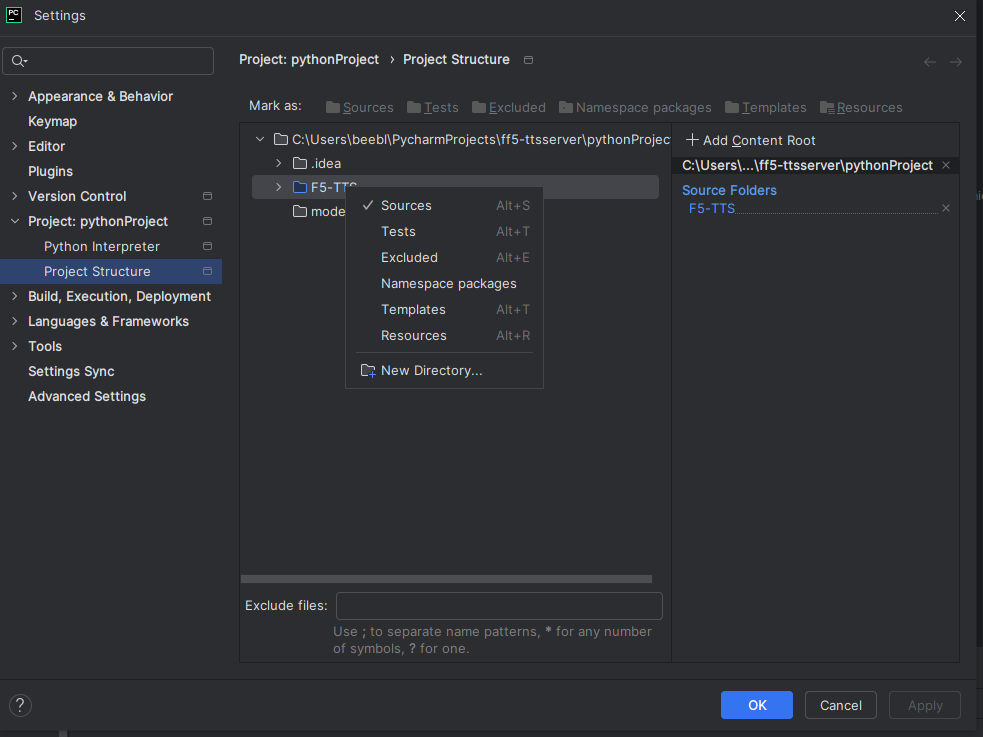 PC
Settings
Project: pythonProject › Project Structure
Appearance & Behavior
Keymap
Editor
Plugins
Version Control
Project: pythonProject
Python Interpreter
Project Structure
Build, Execution, Deployment
Languages & Frameworks
Tools
Settings Sync
Advanced Settings
Mark as: Sources Tests Excluded Namespace packages Templates Resources
C:\Users\beebl\PycharmProjects\ff5-ttsserver\pythonProject
.idea
F5-TTS
mode
Sources Alt+S
Tests Alt+T
Excluded Alt+E
Namespace packages
Templates Alt+T
Resources Alt+R
New Directory...
+ Add Content Root
C:\Users\...\ff5-ttsserver\pythonProject
Source Folders
F5-TTS
Exclude files:
Use ; to separate name patterns, * for any number
of symbols, ? for one.
?
OK Cancel Apply